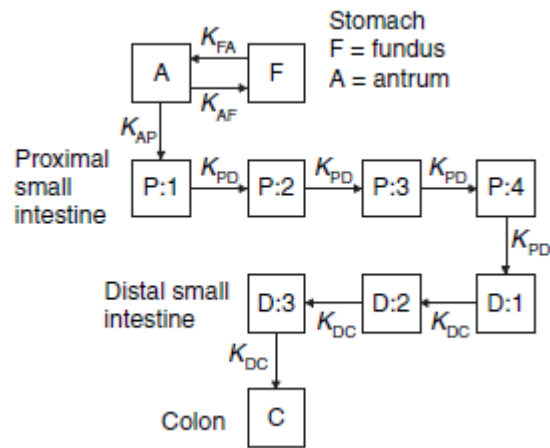 Stomach
F = fundus
A = antrum
A
K_FA
F
K_AF
K_AP
Proximal
small
intestine
P:1
K_PD
P:2
K_PD
P:3
K_PD
P:4
K_PD
Distal small
intestine
D:3
K_DC
D:2
K_DC
D:1
K_DC
Colon
C